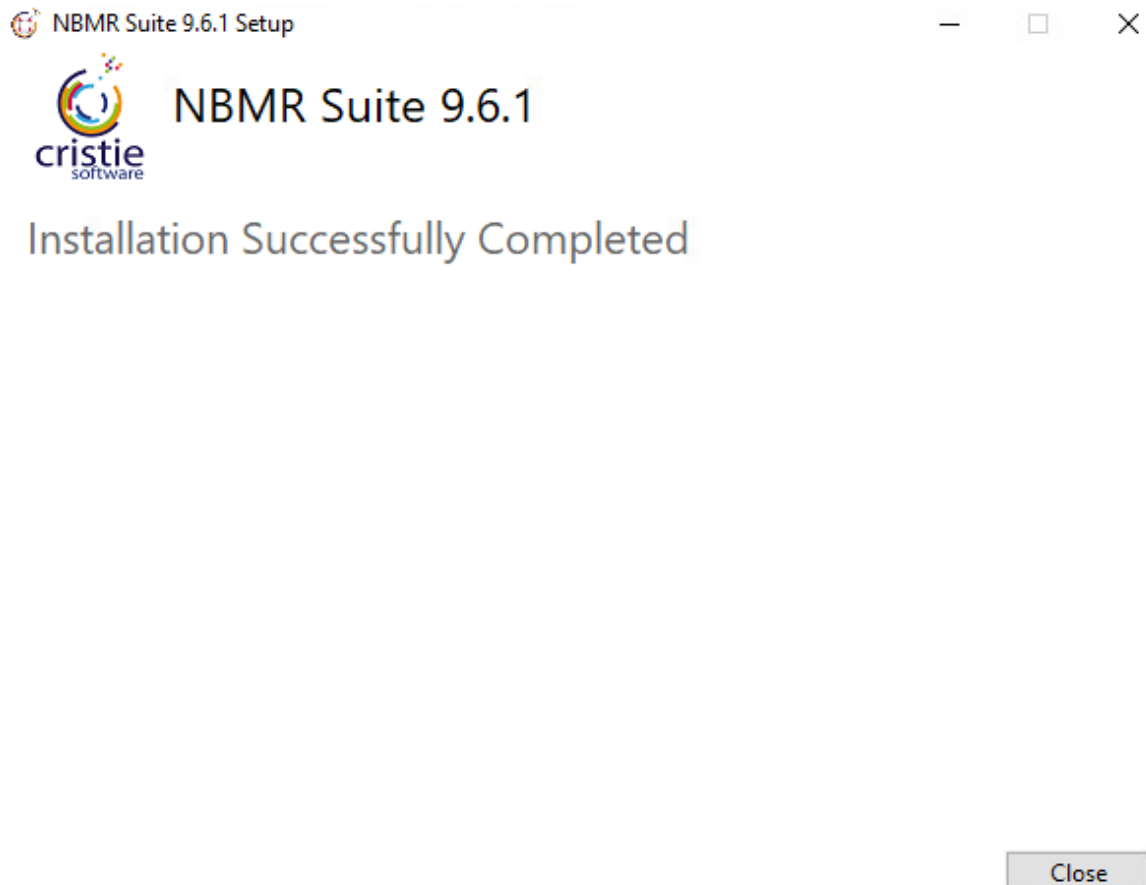 NBMR Suite 9.6.1 Setup
NBMR Suite 9.6.1
cristie
software
Installation Successfully Completed
Close